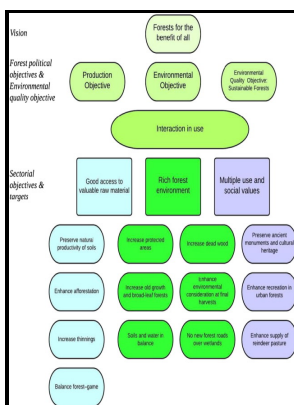 Vision
Forests for the
benefit of all
Forest political
objectives &
Environmental
quality objective
Production
Objective
Environmental
Objective
Environmental
Quality Objective:
Sustainable Forests
Interaction in use
Sectorial
objectives &
targets
Good access to
valuable raw material
Rich forest
environment
Multiple use and
social values
Preserve natural
productivity of soils
Increase protected
areas
Increase dead wood
Preserve ancient
monuments and cultural
heritage
Enhance afforestation
Increase old growth
and broad-leaf forests
Enhance
environmental
consideration at final
harvests
Enhance recreation in
urban forests
Increase thinnings
Soils and water in
balance
No new forest roads
over wetlands
Enhance supply of
reindeer pasture
Balance forest-game